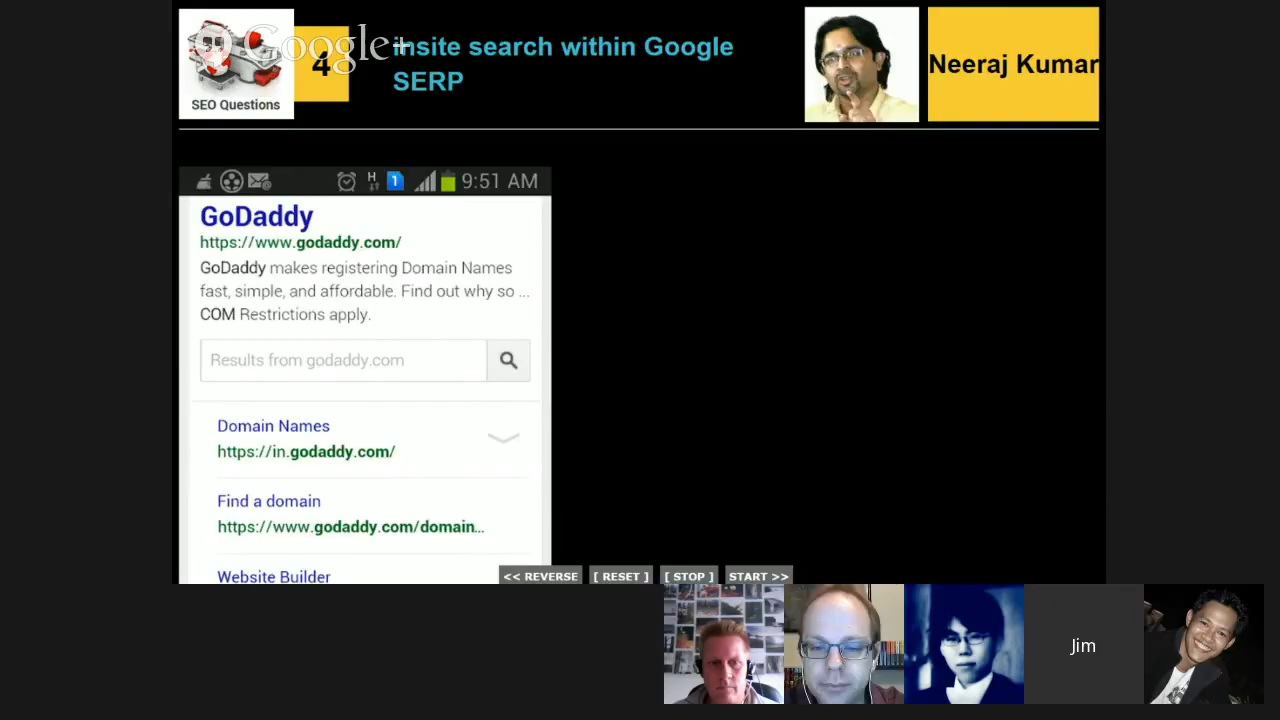 Google+
SEO Questions
4
insite search within Google
SERP
Neeraj Kumar
H
1
9:51 AM
GoDaddy
https://www.godaddy.com/
GoDaddy makes registering Domain Names
fast, simple, and affordable. Find out why so ...
COM Restrictions apply.
Results from godaddy.com
Domain Names
https://in.godaddy.com/
Find a domain
https://www.godaddy.com/domain...
Website Builder
<< REVERSE
[ RESET ]
[ STOP ]
START >>
Jim